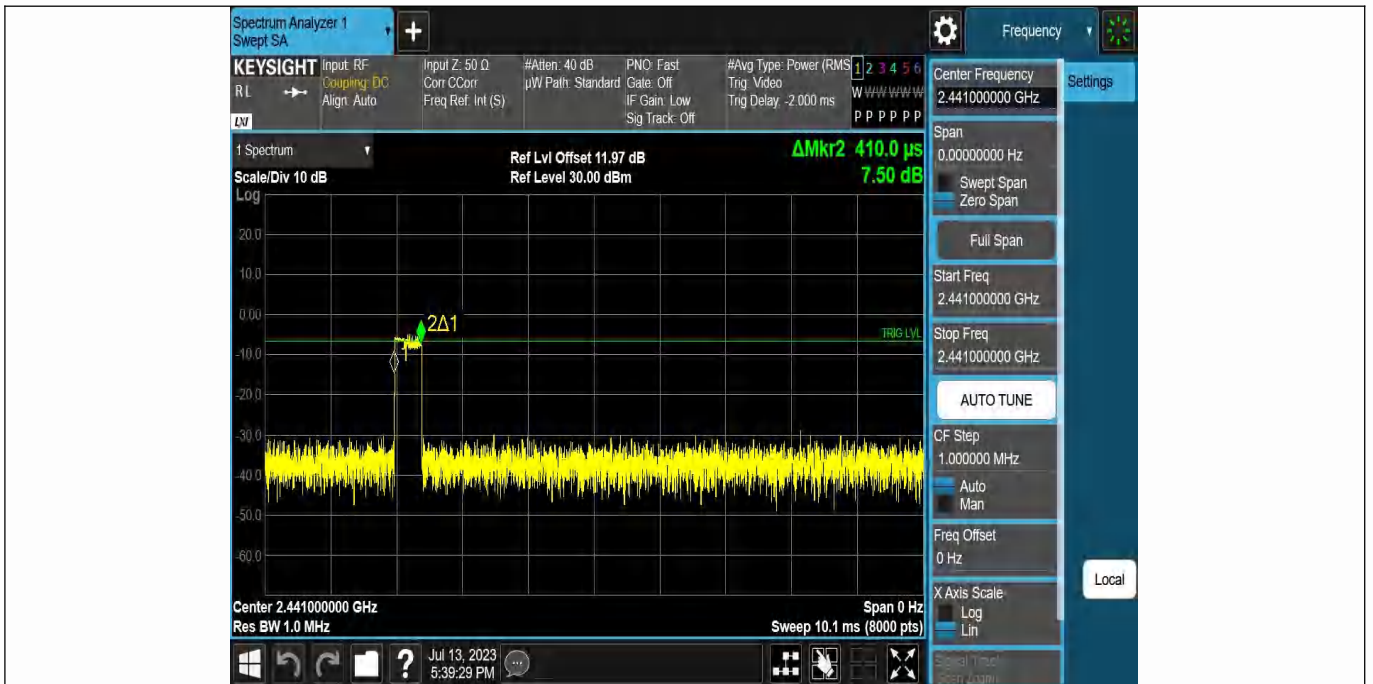 Spectrum Analyzer 1
Swept SA
Frequency
KEYSIGHT
RL
LXI
Input: RF
Coupling: DC
Align: Auto
Input Z: 50 Ω
Corr CCorr
Freq Ref: Int (S)
#Atten: 40 dB
µW Path: Standard
PNO: Fast
Gate: Off
IF Gain: Low
Sig Track: Off
#Avg Type: Power (RMS
Trig: Video
Trig Delay: -2.000 ms
1 2 3 4 5 6
W W W W W W
P P P P P P
Center Frequency
2.441000000 GHz
Settings
1 Spectrum
Scale/Div 10 dB
Ref Lvl Offset 11.97 dB
Ref Level 30.00 dBm
ΔMkr2 410.0 µs
7.50 dB
Log
20.0
10.0
0.00
-10.0
-20.0
-30.0
-40.0
-50.0
-60.0
2Δ1
TRIG LVL
Span
0.00000000 Hz
Swept Span
Zero Span
Full Span
Start Freq
2.441000000 GHz
Stop Freq
2.441000000 GHz
AUTO TUNE
CF Step
1.000000 MHz
Auto
Man
Freq Offset
0 Hz
X Axis Scale
Log
Lin
Local
Center 2.441000000 GHz
Res BW 1.0 MHz
Span 0 Hz
Sweep 10.1 ms (8000 pts)
?
Jul 13, 2023
5:39:29 PM